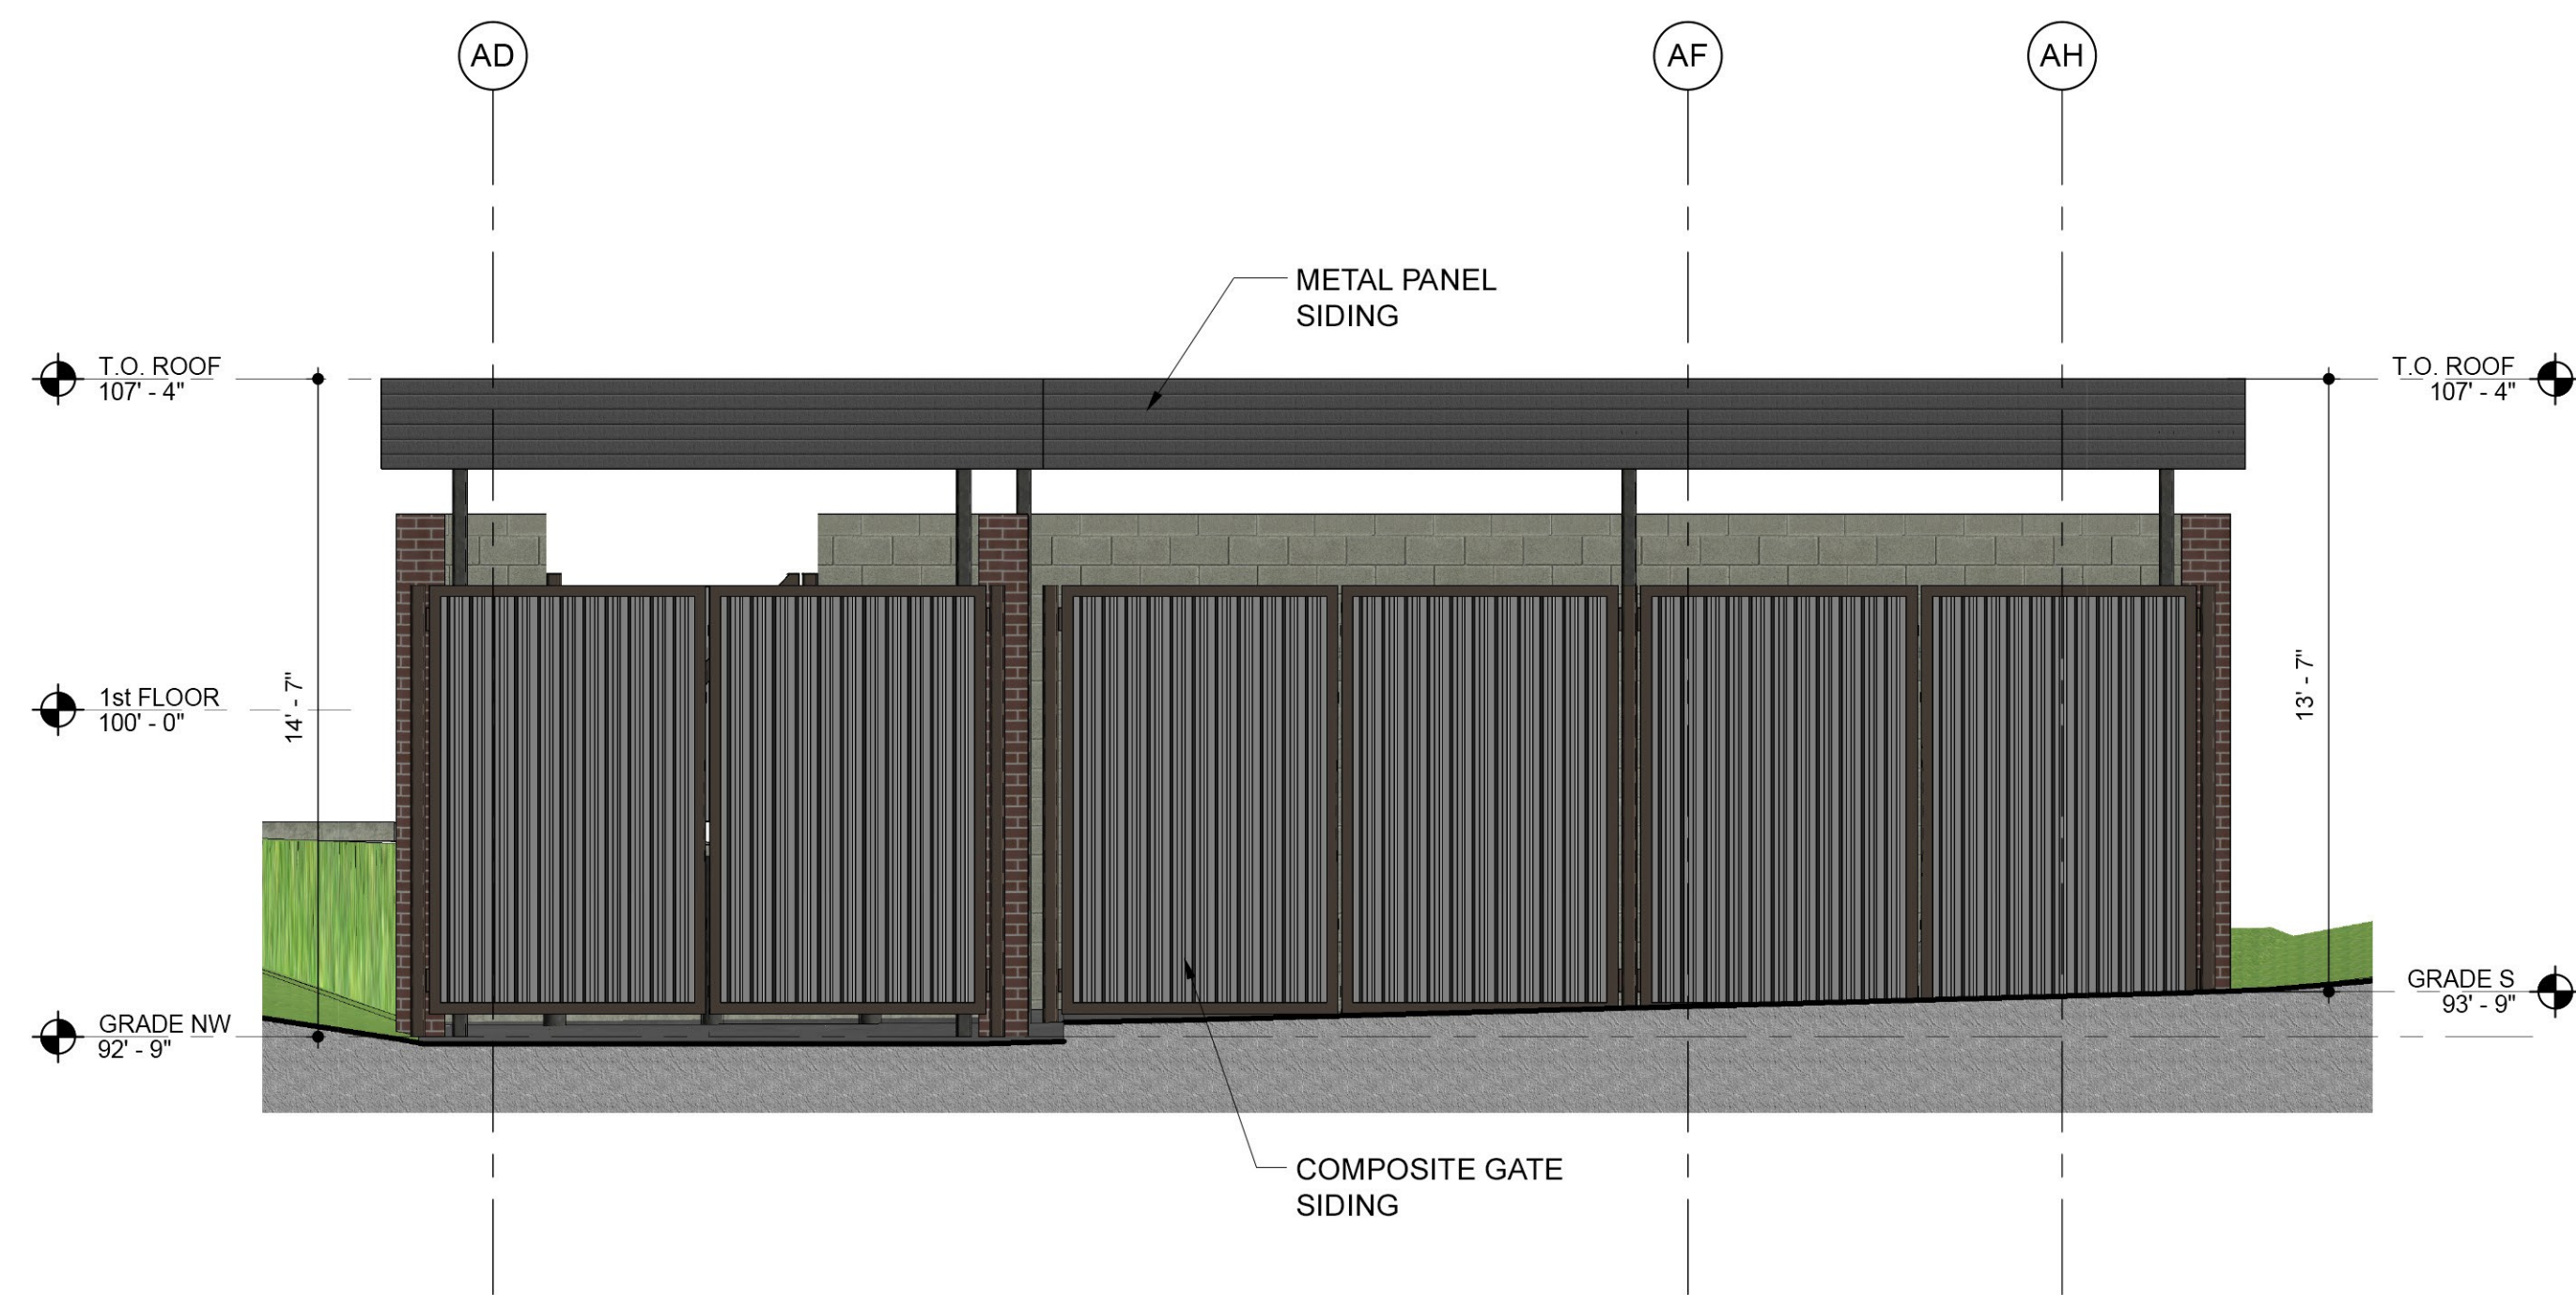 AD
AF
AH
METAL PANEL
SIDING
T.O. ROOF
107' - 4"
T.O. ROOF
107' - 4"
1st FLOOR
100' - 0"
14' - 7"
13' - 7"
GRADE NW
92' - 9"
GRADE S
93' - 9"
COMPOSITE GATE
SIDING